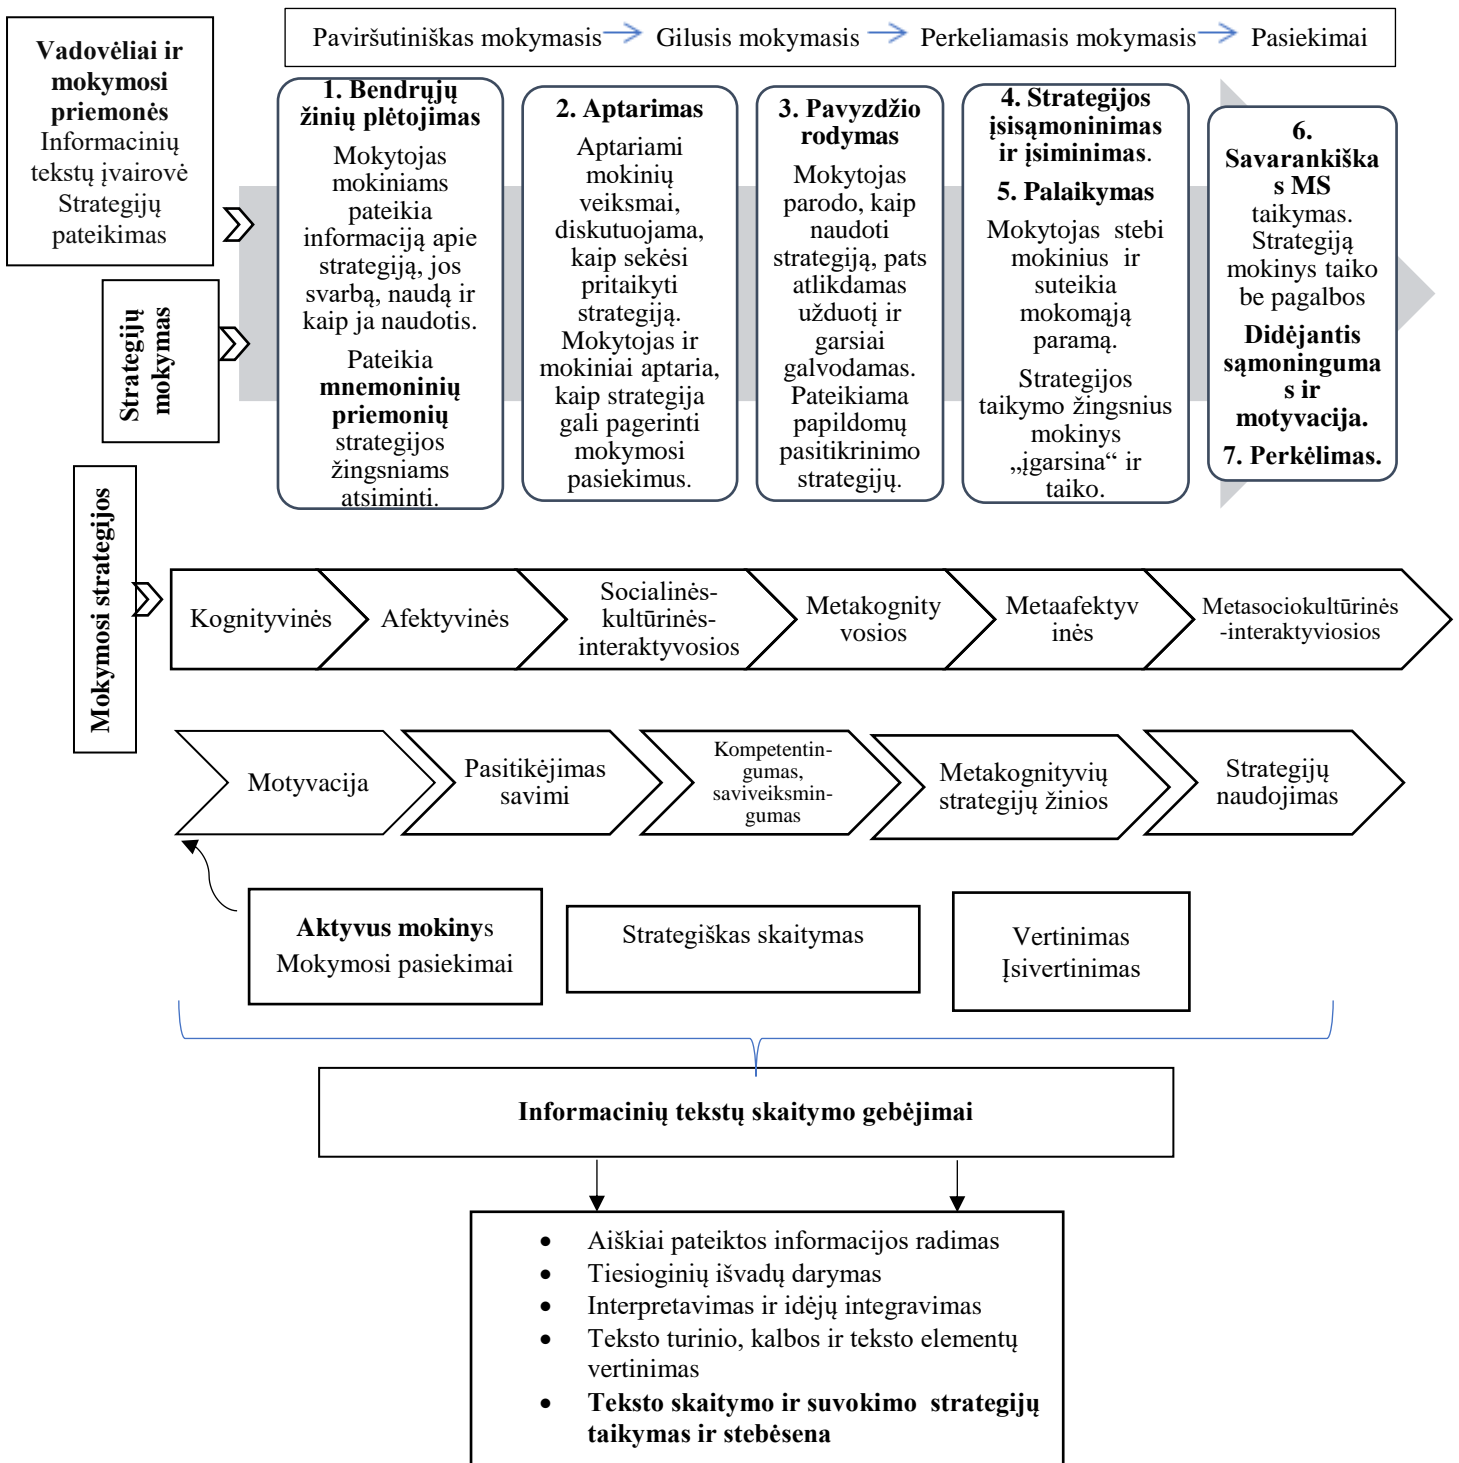 Paviršutiniškas mokymasis Gilusis mokymasis Perkeliamasis mokymasis Pasiekimai
Vadovėliai ir
mokymosi
priemonės
Informacinių
tekstų įvairovė
Strategijų
pateikimas
Strategijų
mokymas
1. Bendrųjų
žinių plėtojimas
Mokytojas
mokiniams
pateikia
informaciją apie
strategiją, jos
svarbą, naudą ir
kaip ja naudotis.
Pateikia
mnemoninių
priemonių
strategijos
žingsniams
atsiminti.
2. Aptarimas
Aptariami
mokinių
veiksmai,
diskutuojama,
kaip sekėsi
pritaikyti
strategiją.
Mokytojas ir
mokiniai aptaria,
kaip strategija
gali pagerinti
mokymosi
pasiekimus.
3. Pavyzdžio
rodymas
Mokytojas
parodo, kaip
naudoti
strategiją, pats
atlikdamas
užduotį ir
garsiai
galvodamas.
Pateikiama
papildomų
pasitikrinimo
strategijų.
4. Strategijos
įsisąmoninimas
ir įsiminimas.
5. Palaikymas
Mokytojas stebi
mokinius ir
suteikia
mokomąją
paramą.
Strategijos
taikymo žingsnius
mokinys
„įgarsina“ ir
taiko.
6.
Savarankiška
s MS
taikymas.
Strategiją
mokinys taiko
be pagalbos
Didėjantis
sąmoninguma
s ir
motyvacija.
7. Perkėlimas.
Mokymosi strategijos
Kognityvinės
Afektyvinės
Socialinės-
kultūrinės-
interaktyvosios
Metakognity
vosios
Metaafektyv
inės
Metasociokultūrinės
-interaktyviosios
Motyvacija
Pasitikėjimas
savimi
Kompetentin-
gumas,
saviveiksmin-
gumas
Metakognityvių
strategijų žinios
Strategijų
naudojimas
Aktyvus mokinys
Mokymosi pasiekimai
Strategiškas skaitymas
Vertinimas
Įsivertinimas
Informacinių tekstų skaitymo gebėjimai
• Aiškiai pateiktos informacijos radimas
• Tiesioginių išvadų darymas
• Interpretavimas ir idėjų integravimas
• Teksto turinio, kalbos ir teksto elementų
vertinimas
• Teksto skaitymo ir suvokimo strategijų
taikymas ir stebėsena